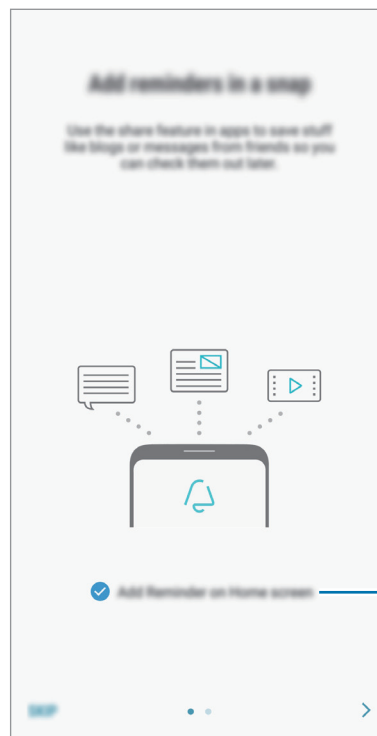 Add reminders in a snap
Use the share feature in apps to save stuff
like blogs or messages from friends so you
can check them out later.
Add Reminder on Home screen
SKIP